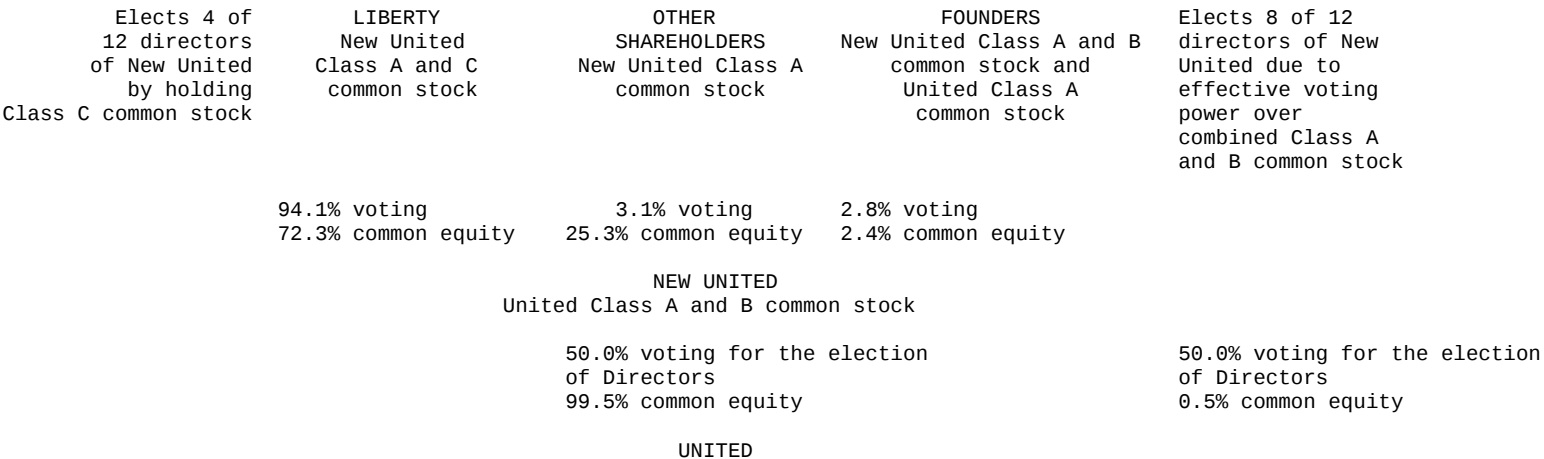 Elects 4 of LIBERTY OTHER FOUNDERS Elects 8 of 12
12 directors New United SHAREHOLDERS New United Class A and B directors of New
of New United Class A and C New United Class A common stock and United due to
by holding common stock common stock United Class A effective voting
Class C common stock common stock power over
combined Class A
and B common stock
94.1% voting 3.1% voting 2.8% voting
72.3% common equity 25.3% common equity 2.4% common equity
NEW UNITED
United Class A and B common stock
50.0% voting for the election 50.0% voting for the election
of Directors of Directors
99.5% common equity 0.5% common equity
UNITED